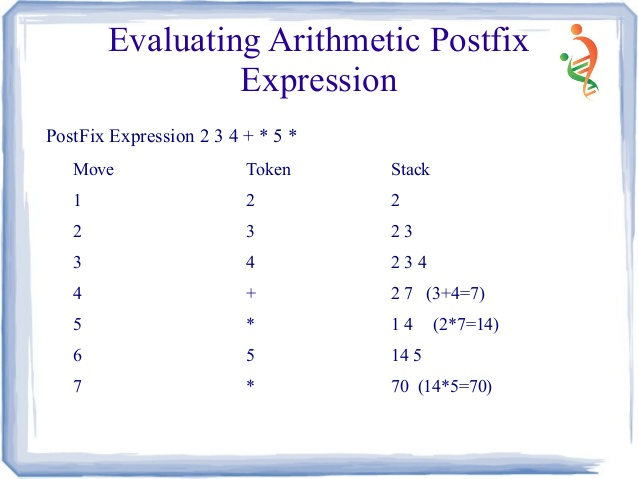 Evaluating Arithmetic Postfix
Expression
PostFix Expression 2 3 4 + * 5 *
Move Token Stack
1 2 2
2 3 2 3
3 4 2 3 4
4 + 2 7 (3+4=7)
5 * 1 4 (2*7=14)
6 5 14 5
7 * 70 (14*5=70)